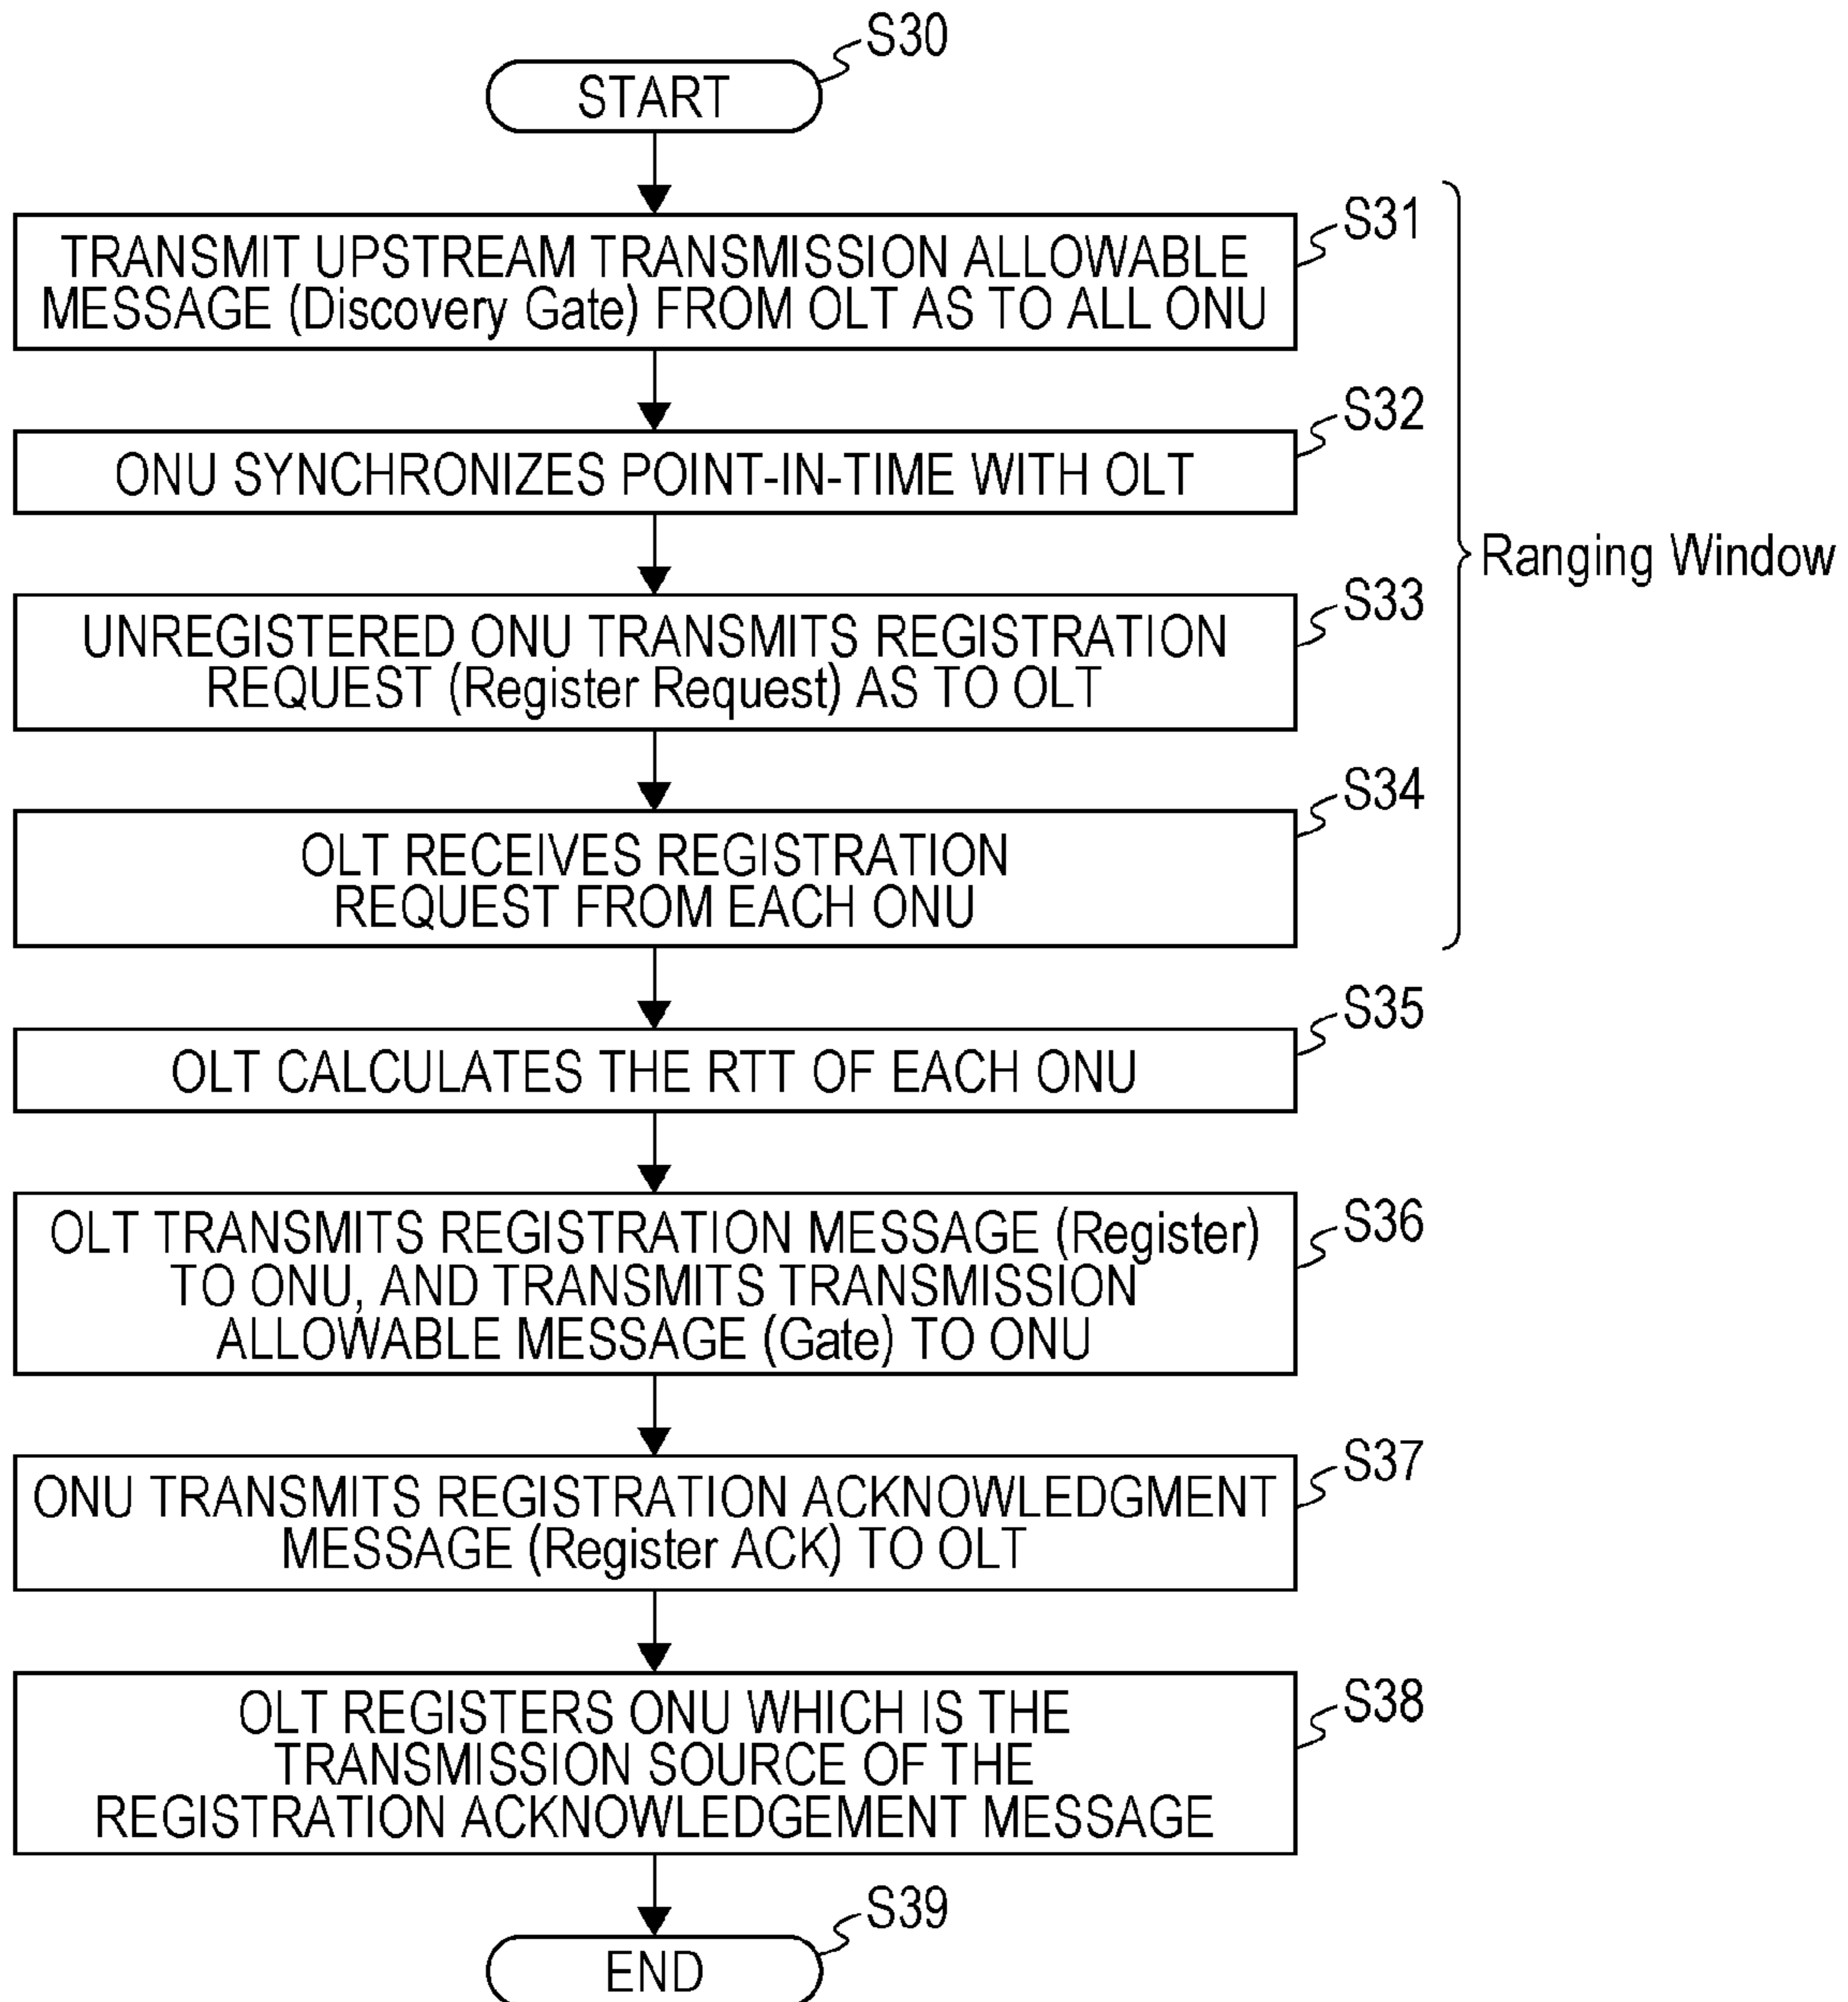 S30
START
S31
TRANSMIT UPSTREAM TRANSMISSION ALLOWABLE
MESSAGE (Discovery Gate) FROM OLT AS TO ALL ONU
S32
ONU SYNCHRONIZES POINT-IN-TIME WITH OLT
Ranging Window
S33
UNREGISTERED ONU TRANSMITS REGISTRATION
REQUEST (Register Request) AS TO OLT
S34
OLT RECEIVES REGISTRATION
REQUEST FROM EACH ONU
S35
OLT CALCULATES THE RTT OF EACH ONU
S36
OLT TRANSMITS REGISTRATION MESSAGE (Register)
TO ONU, AND TRANSMITS TRANSMISSION
ALLOWABLE MESSAGE (Gate) TO ONU
S37
ONU TRANSMITS REGISTRATION ACKNOWLEDGMENT
MESSAGE (Register ACK) TO OLT
S38
OLT REGISTERS ONU WHICH IS THE
TRANSMISSION SOURCE OF THE
REGISTRATION ACKNOWLEDGEMENT MESSAGE
S39
END